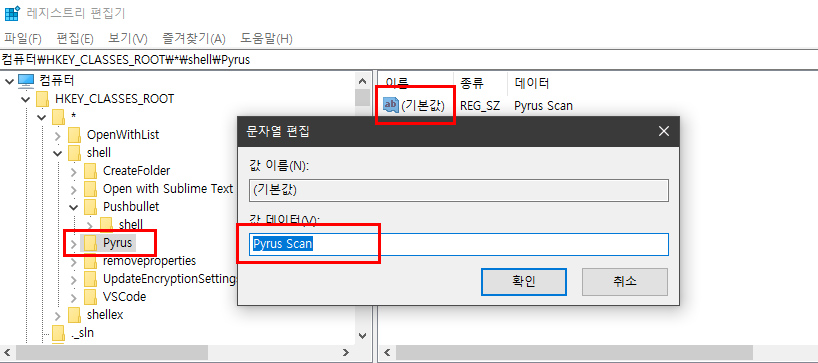 레지스트리 편집기
파일(F) 편집(E) 보기(V) 즐겨찾기(A) 도움말(H)
컴퓨터\HKEY_CLASSES_ROOT\*\shell\Pyrus
컴퓨터
HKEY_CLASSES_ROOT
*
OpenWithList
shell
CreateFolder
Open with Sublime Text
Pushbullet
shell
Pyrus
removeproperties
UpdateEncryptionSettings
VSCode
shellex
._sln
이름 종류 데이터
ab (기본값) REG_SZ Pyrus Scan
문자열 편집
값 이름(N):
(기본값)
값 데이터(V):
Pyrus Scan
확인 취소